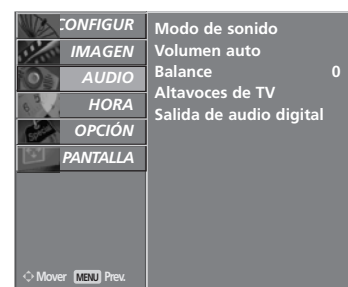 CONFIGUR
IMAGEN
AUDIO
HORA
OPCIÓN
PANTALLA
Modo de sonido
Volumen auto
Balance 0
Altavoces de TV
Salida de audio digital
Mover MENU Prev.